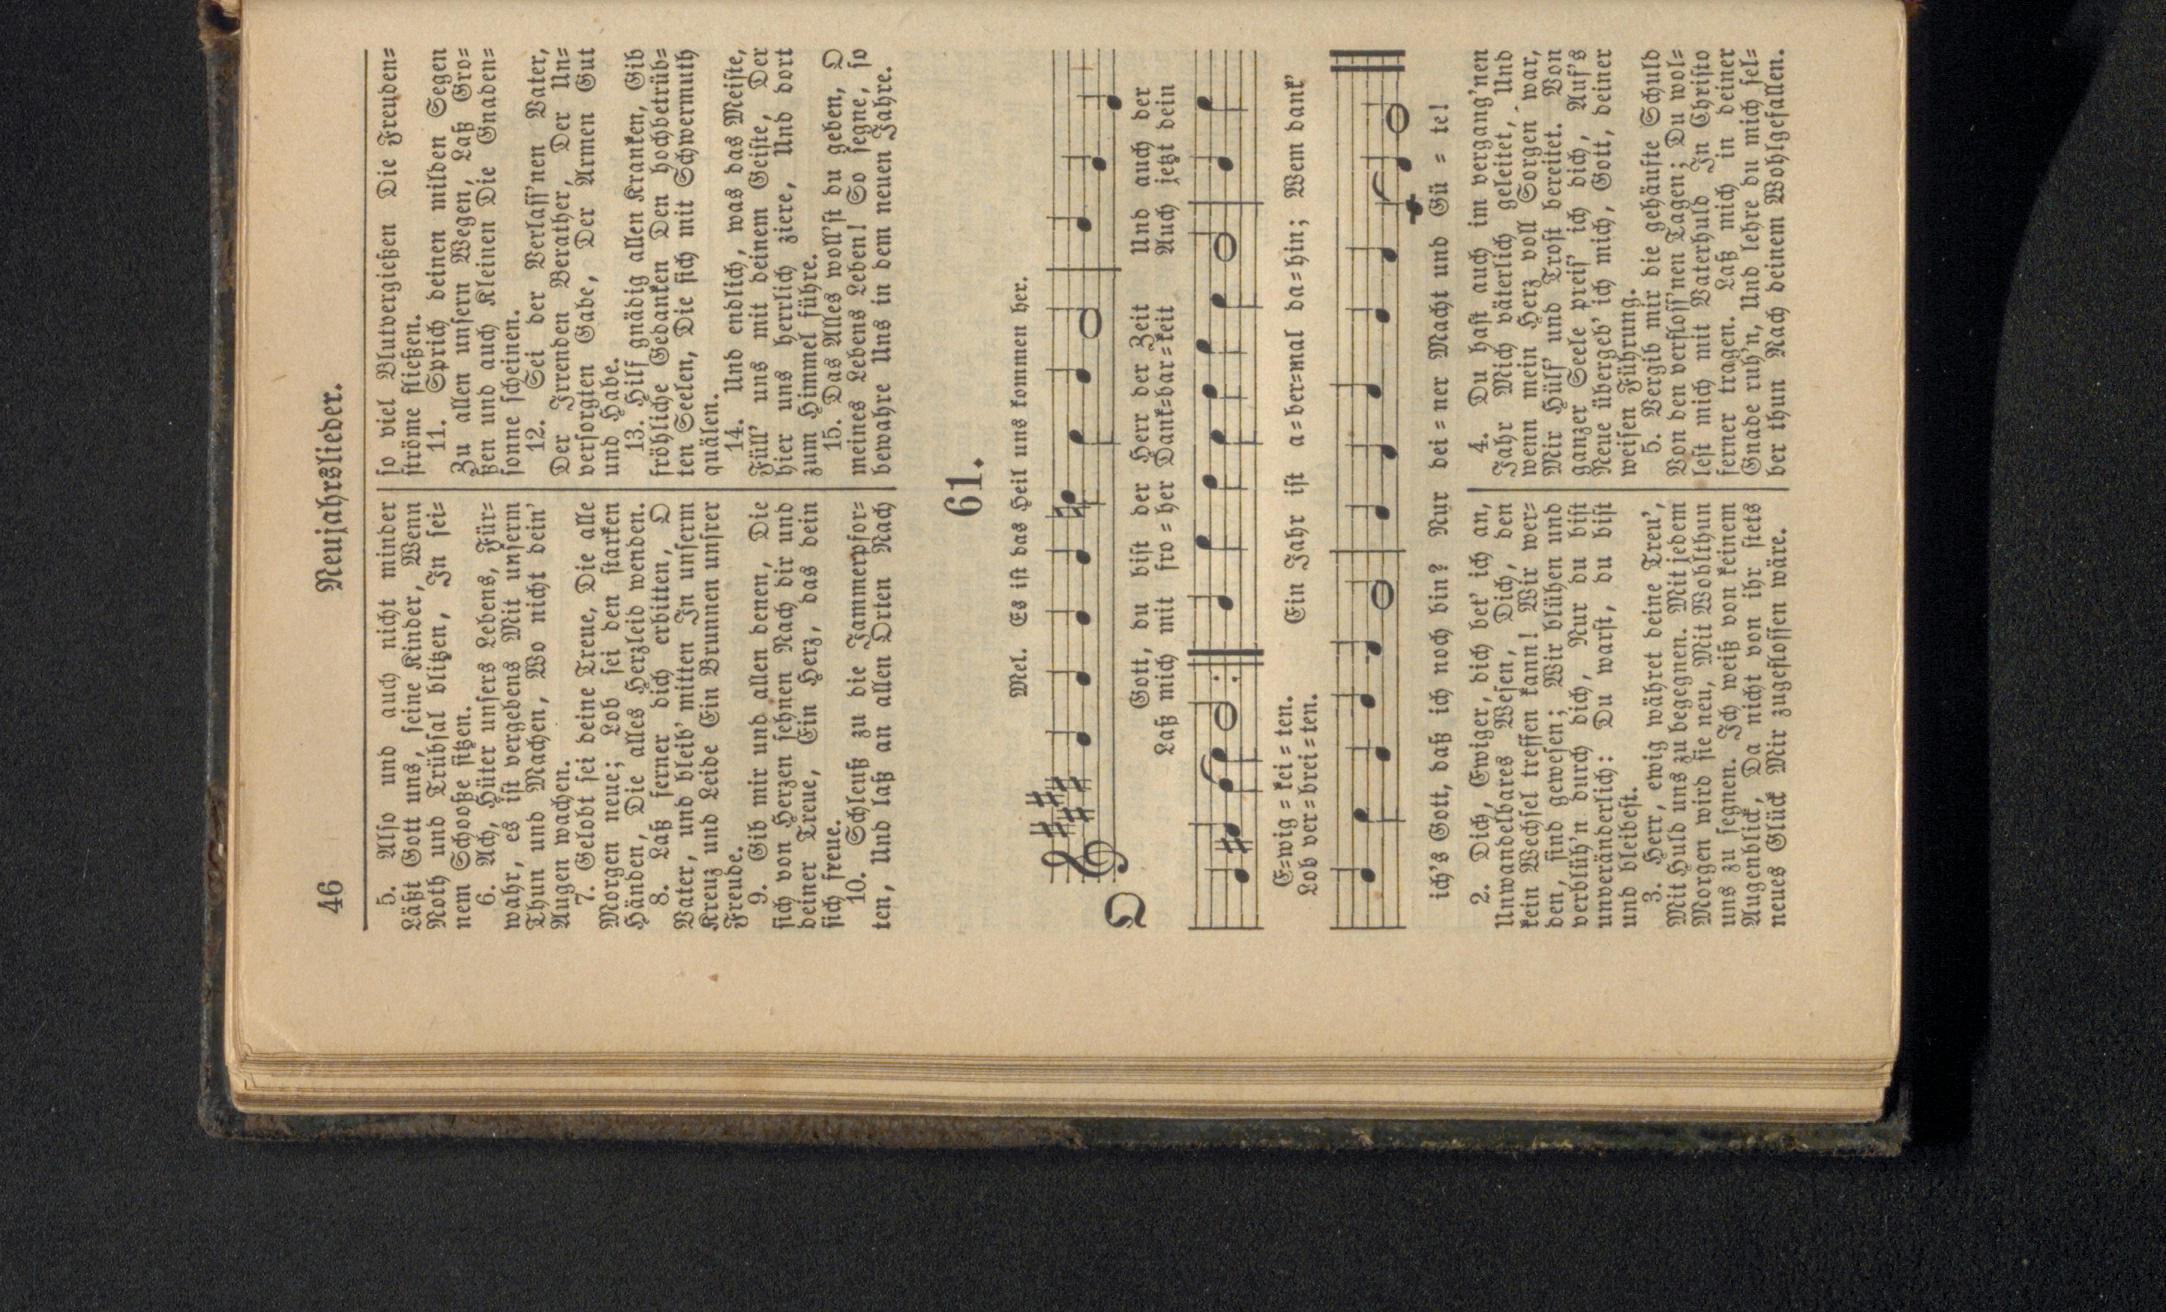 46
Neujahrslieder.
5. Also und auch nicht minder
Läßt Gott uns, seine Kinder, Wenn
Noth und Trübsal blitzen, In sei-
nem Schooße sitzen.
6. Ach, Hüter unsers Lebens, Für-
wahr, es ist vergebens Mit unserm
Thun und Machen, Wo nicht dein'
Augen wachen.
7. Gelobt sei deine Treue, Die alle
Morgen neue; Lob sei den starken
Händen, Die alles Herzleid wenden.
8. Laß ferner dich erbitten, O
Vater, und bleib' mitten In unserm
Kreuz und Leide Ein Brunnen unsrer
Freude.
9. Gib mir und allen denen, Die
sich von Herzen sehnen Nach dir und
deiner Treue, Ein Herz, das dein
sich freue.
10. Schleuß zu die Jammerpfor-
ten, Und laß an allen Orten Nach
so viel Blutvergießen Die Freuden-
ströme fließen.
11. Sprich deinen milden Segen
Zu allen unsern Wegen, Laß Gro-
ßen und auch Kleinen Die Gnaden-
sonne scheinen.
12. Sei der Verlass'nen Vater,
Der Irrenden Berather, Der Un-
versorgten Gabe, Der Armen Gut
und Habe.
13. Hilf gnädig allen Kranken, Gib
fröhliche Gedanken Den hochbetrüb-
ten Seelen, Die sich mit Schwermuth
quälen.
14. Und endlich, was das Meiste,
Füll' uns mit deinem Geiste, Der
hier uns herrlich ziere, Und dort
zum Himmel führe.
15. Das Alles woll'st du geben, O
meines Lebens Leben! So segne, so
bewahre Uns in dem neuen Jahre.
61.
Mel. Es ist das Heil uns kommen her.
O Gott, du bist der Herr der Zeit Und auch der
Laß mich mit fro-her Dank-bar-keit Auch jetzt dein
E-wig-kei-ten.
Lob ver-brei-ten.
Ein Jahr ist a-ber-mal da-hin; Wem dank'
ich's Gott, daß ich noch bin? Nur dei-ner Macht und Gü-te!
2. Dich, Ewiger, dich bet' ich an,
Unwandelbares Wesen, Dich, den
kein Wechsel treffen kann! Wir wer-
den, sind gewesen; Wir blühen und
verblüh'n durch dich, Nur du bist
unveränderlich: Du warst, du bist
und bleibest.
3. Herr, ewig währet deine Treu',
Mit Huld uns zu begegnen. Mit jedem
Morgen wird sie neu, Mit Wohlthun
uns zu segnen. Ich weiß von keinem
Augenblick, Da nicht von ihr stets
neues Glück Mir zugeflossen wäre.
4. Du hast auch im vergang'nen
Jahr Mich väterlich geleitet, Und
wenn mein Herz voll Sorgen war,
Mir Hülf' und Trost bereitet. Von
ganzer Seele preis' ich dich, Auf's
Neue übergeb' ich mich, Gott, deiner
weisen Führung.
5. Vergib mir die gehäufte Schuld
Von den verfloss'nen Tagen; Du wol-
lest mich mit Vaterhuld In Christo
ferner tragen. Laß mich in deiner
Gnade ruh'n, Und lehre du mich sel-
ber thun Nach deinem Wohlgefallen.